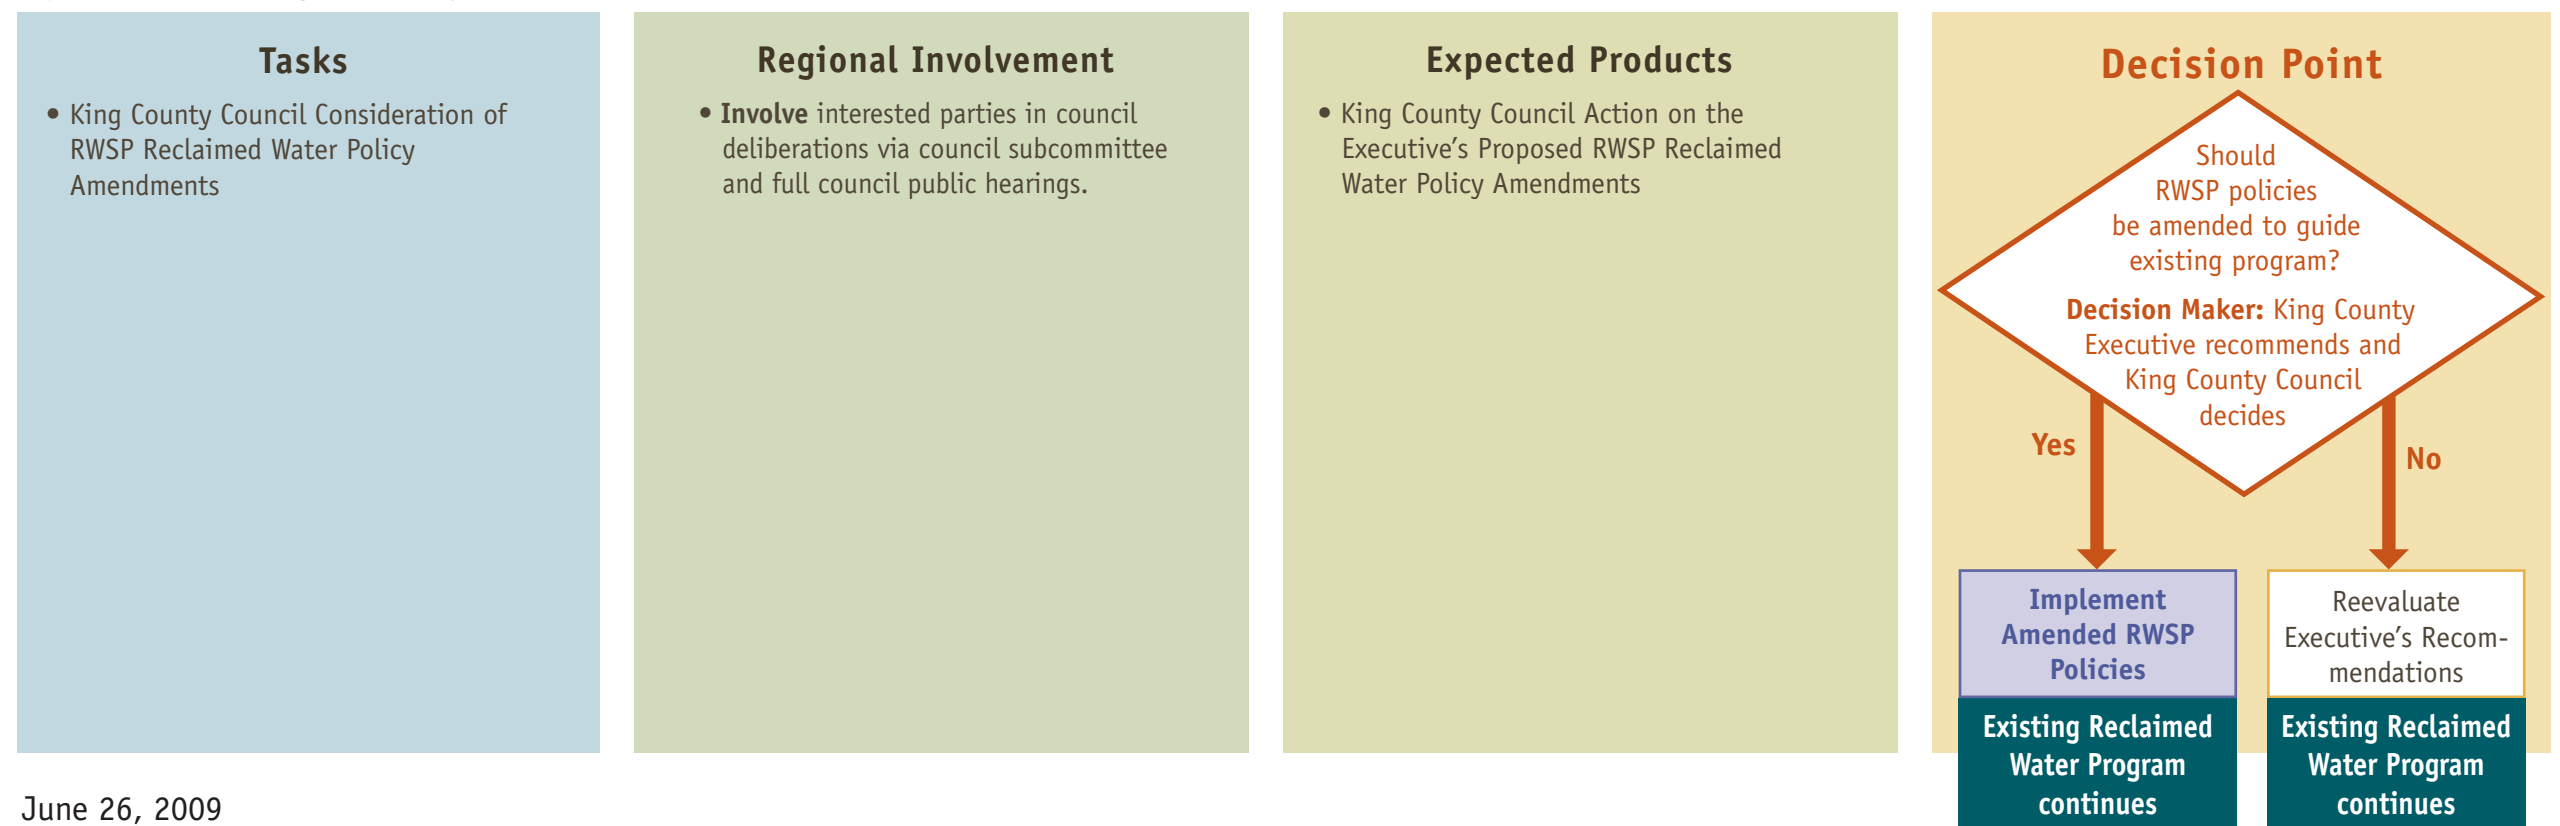 Tasks
• King County Council Consideration of
RWSP Reclaimed Water Policy
Amendments
Regional Involvement
• Involve interested parties in council
deliberations via council subcommittee
and full council public hearings.
Expected Products
• King County Council Action on the
Executive’s Proposed RWSP Reclaimed
Water Policy Amendments
Decision Point
Should
RWSP policies
be amended to guide
existing program?
Decision Maker: King County
Executive recommends and
King County Council
decides
Yes
No
Implement
Amended RWSP
Policies
Existing Reclaimed
Water Program
continues
Reevaluate
Executive’s Recom-
mendations
Existing Reclaimed
Water Program
continues
June 26, 2009